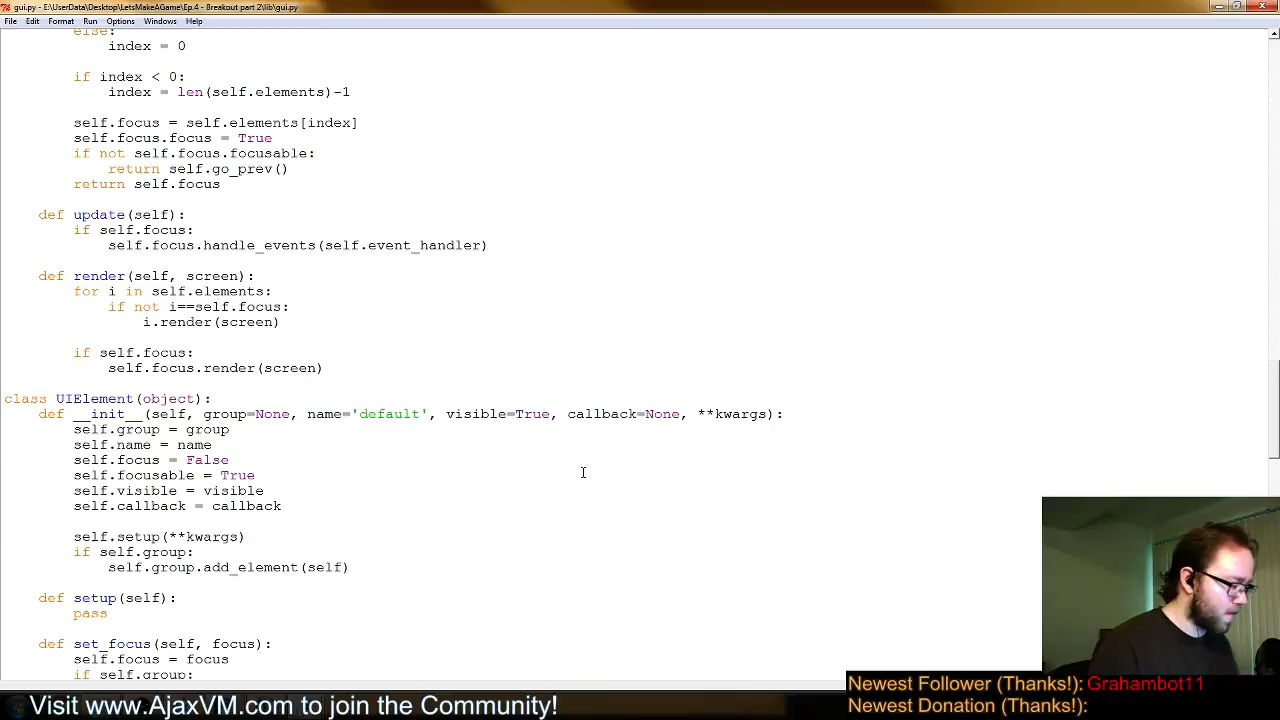 gui.py - E:\UserData\Desktop\LetsMakeAGame\Ep.4 - Breakout part 2\lib\gui.py
File Edit Format Run Options Windows Help
else:
index = 0
if index < 0:
index = len(self.elements)-1
self.focus = self.elements[index]
self.focus.focus = True
if not self.focus.focusable:
return self.go_prev()
return self.focus
def update(self):
if self.focus:
self.focus.handle_events(self.event_handler)
def render(self, screen):
for i in self.elements:
if not i==self.focus:
i.render(screen)
if self.focus:
self.focus.render(screen)
class UIElement(object):
def __init__(self, group=None, name='default', visible=True, callback=None, **kwargs):
self.group = group
self.name = name
self.focus = False
self.focusable = True
self.visible = visible
self.callback = callback
self.setup(**kwargs)
if self.group:
self.group.add_element(self)
def setup(self):
pass
def set_focus(self, focus):
self.focus = focus
if self.group:
Newest Follower (Thanks!): Grahambot11
Visit www.AjaxVM.com to join the Community!
Newest Donation (Thanks!):